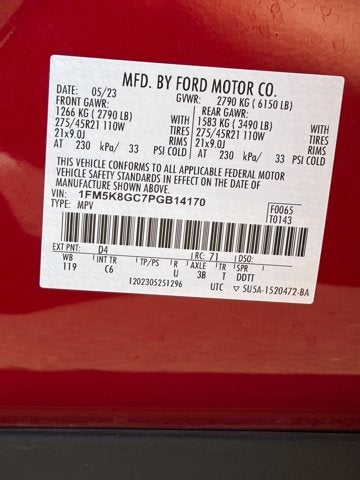 MFD. BY FORD MOTOR CO.
DATE: 05/23 GVWR: 2790 KG ( 6150 LB)
FRONT GAWR: REAR GAWR:
1266 KG ( 2790 LB) WITH 1583 KG ( 3490 LB) WITH
275/45R21 110W TIRES 275/45R21 110W TIRES
21x9.0J RIMS 21x9.0J RIMS
AT 230 kPa/ 33 PSI COLD AT 230 kPa/ 33 PSI COLD
THIS VEHICLE CONFORMS TO ALL APPLICABLE FEDERAL MOTOR
VEHICLE SAFETY STANDARDS IN EFFECT ON THE DATE OF
MANUFACTURE SHOWN ABOVE.
VIN: 1FM5K8GC7PGB14170 F0065
TYPE: MPV T0143
EXT PNT: D4 RC: 71 DSO:
WB INT TR TP/PS R AXLE TR SPR
119 C6 U 3B T DDTT
1202305251296 UTC ▽ 5U5A-1520472-BA